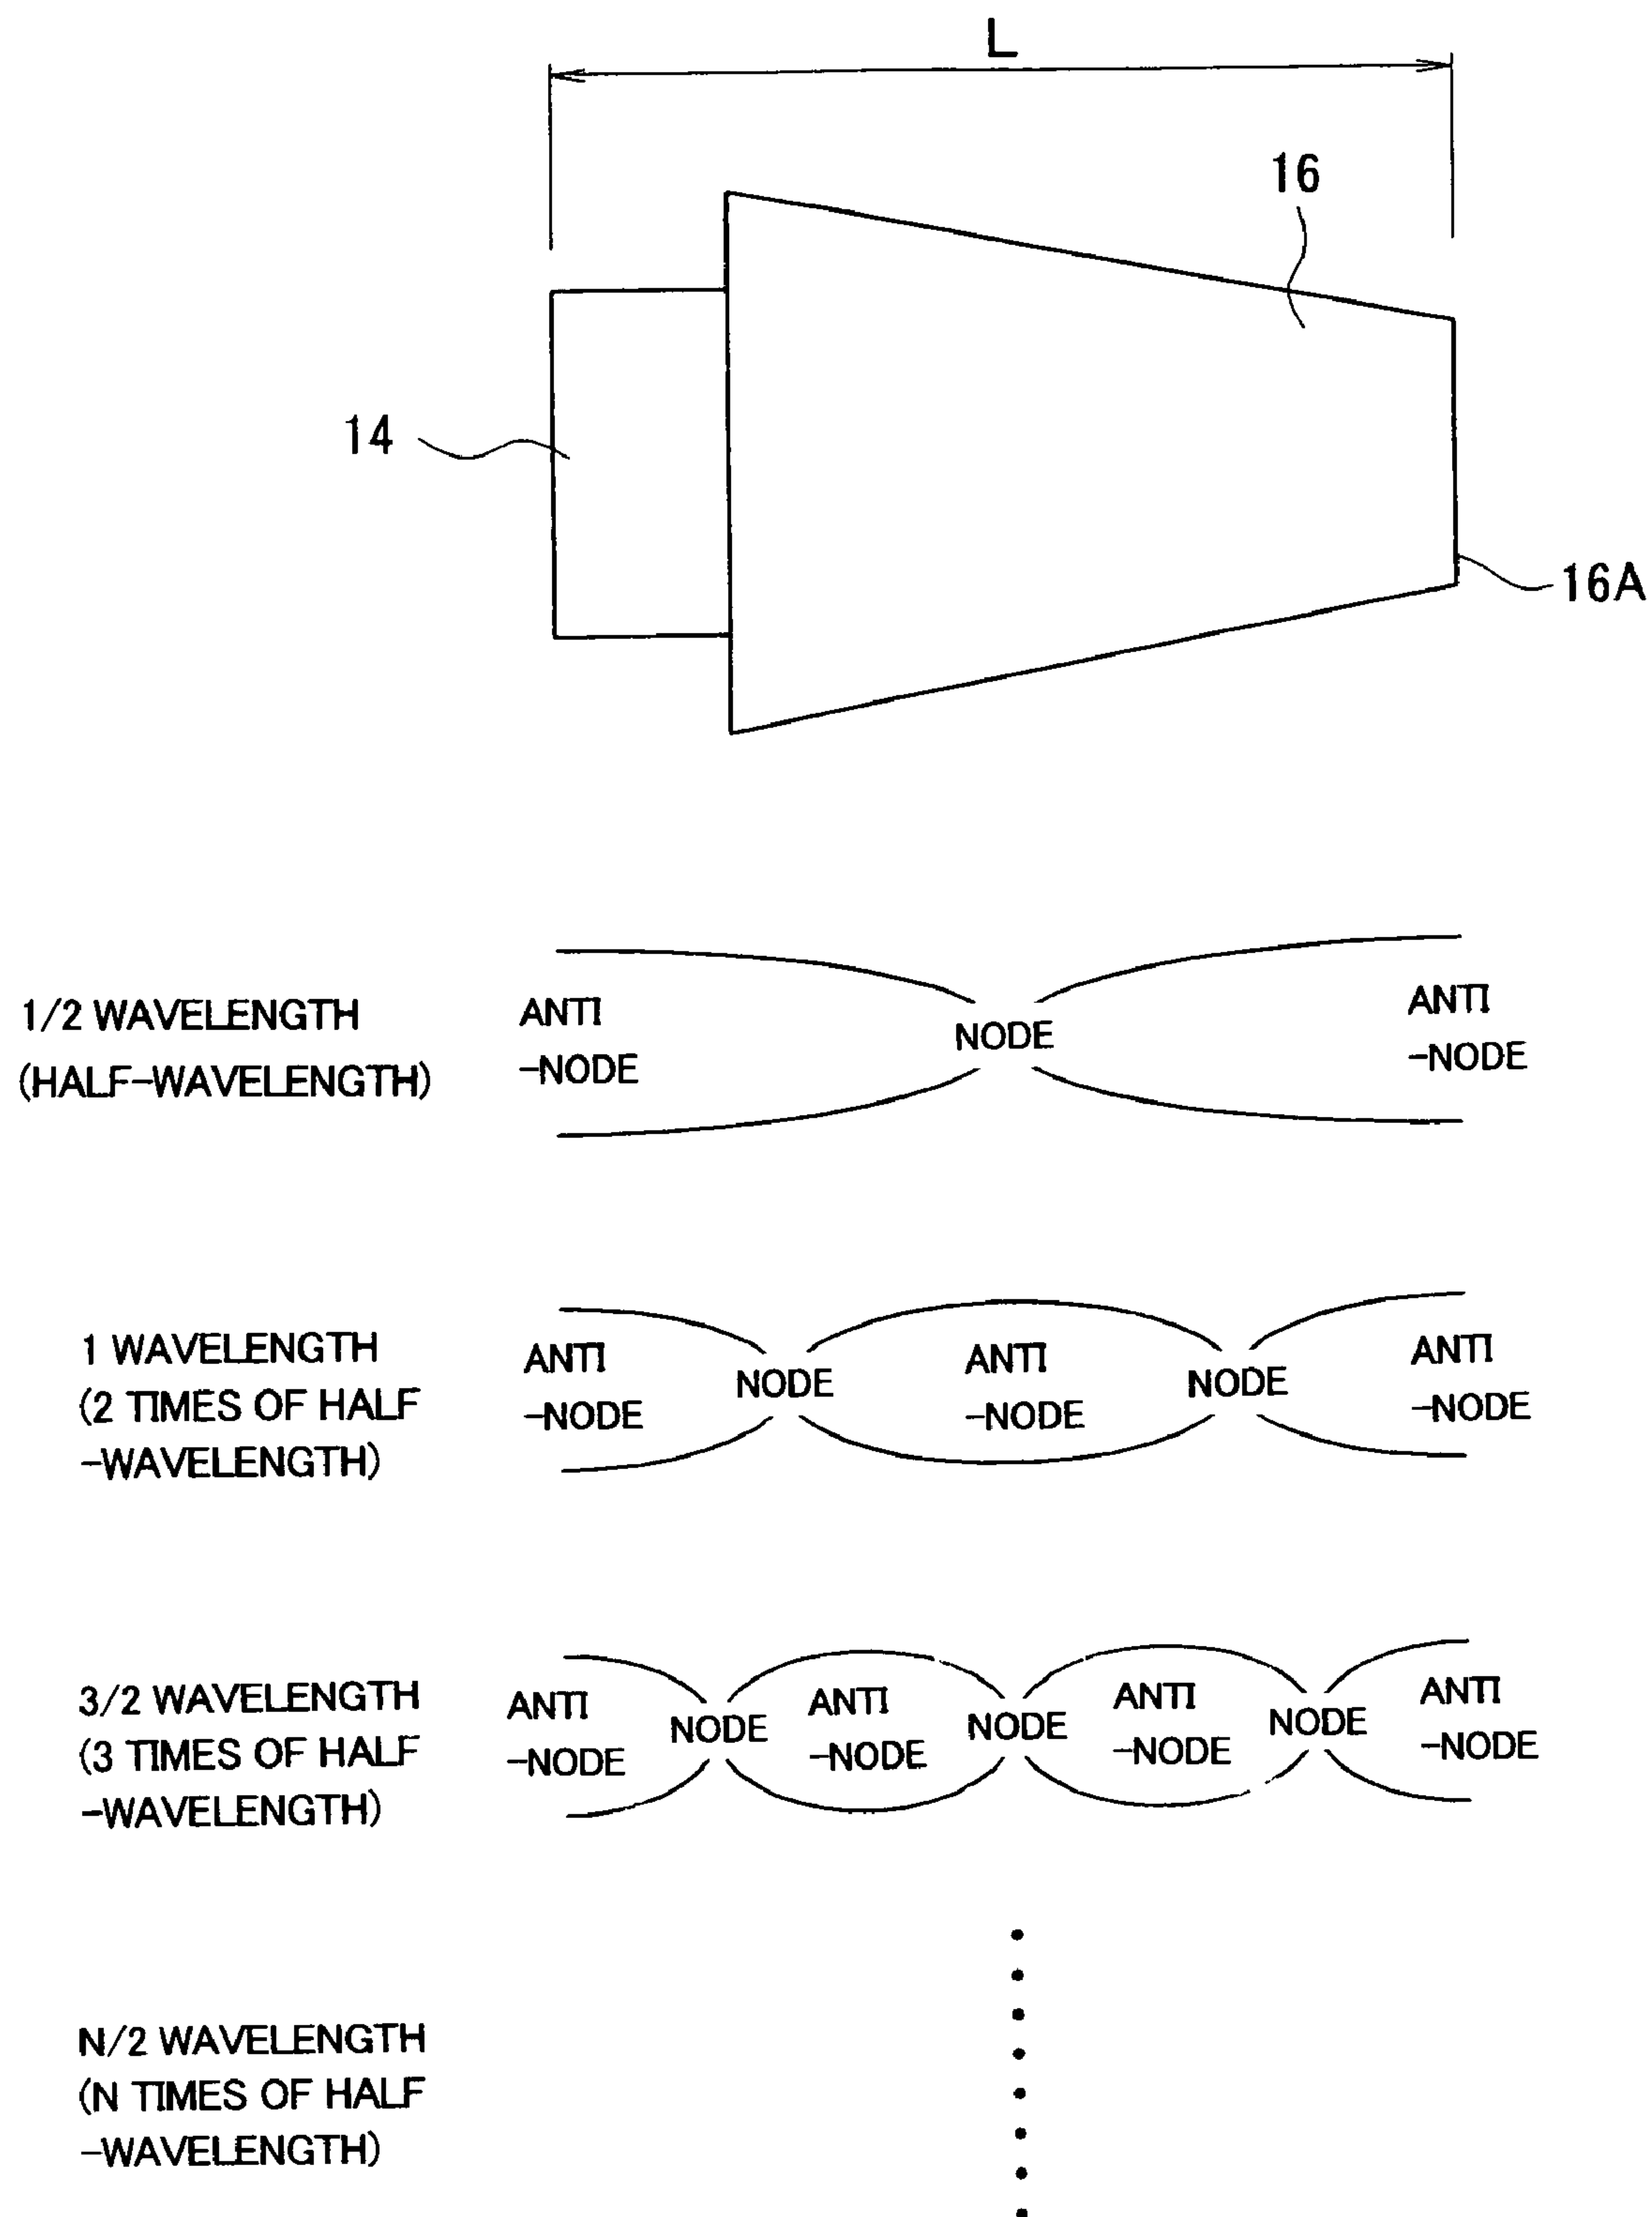 L
16
14
16A
1/2 WAVELENGTH
(HALF-WAVELENGTH)
ANTI
-NODE
NODE
ANTI
-NODE
1 WAVELENGTH
(2 TIMES OF HALF
-WAVELENGTH)
ANTI
-NODE
NODE
ANTI
-NODE
NODE
ANTI
-NODE
3/2 WAVELENGTH
(3 TIMES OF HALF
-WAVELENGTH)
ANTI
-NODE
NODE
ANTI
-NODE
NODE
ANTI
-NODE
NODE
ANTI
-NODE
N/2 WAVELENGTH
(N TIMES OF HALF
-WAVELENGTH)